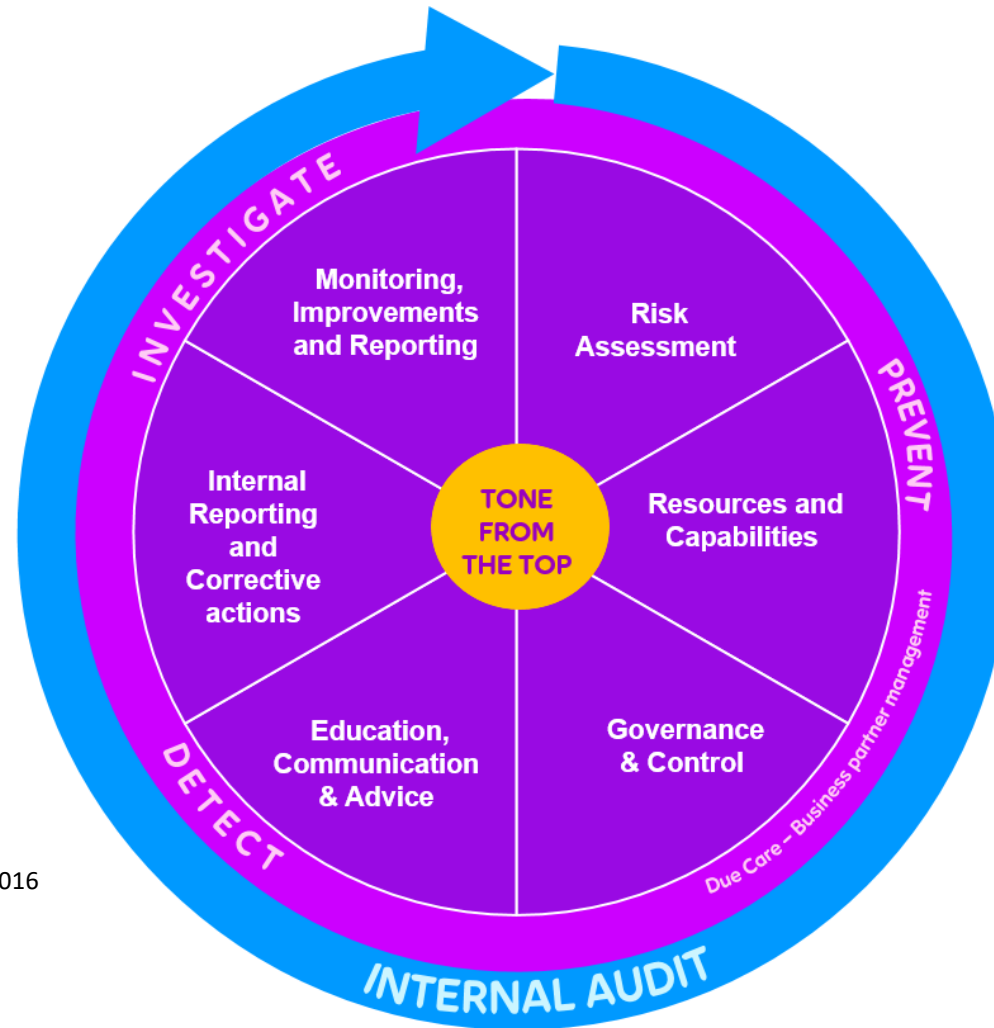 INVESTIGATE
Monitoring,
Improvements
and Reporting
Risk
Assessment
PREVENT
Internal
Reporting
and
Corrective
actions
TONE
FROM
THE TOP
Resources and
Capabilities
Education,
Communication
& Advice
Governance
& Control
DETECT
Due Care – Business partner management
016
INTERNAL AUDIT